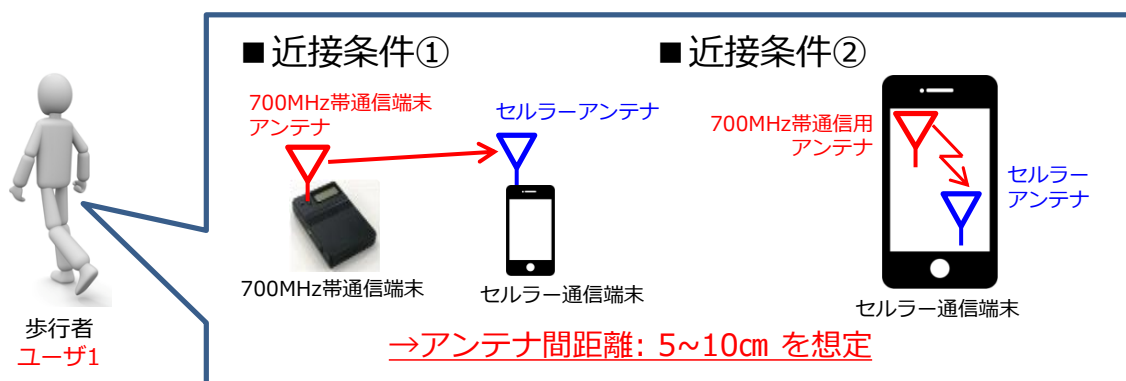 ■近接条件①
700MHz帯通信端末
アンテナ
セルラーアンテナ
700MHz帯通信端末
セルラー通信端末
■近接条件②
700MHz帯通信用
アンテナ
セルラー
アンテナ
セルラー通信端末
→アンテナ間距離: 5~10㎝ を想定
歩行者
ユーザ1